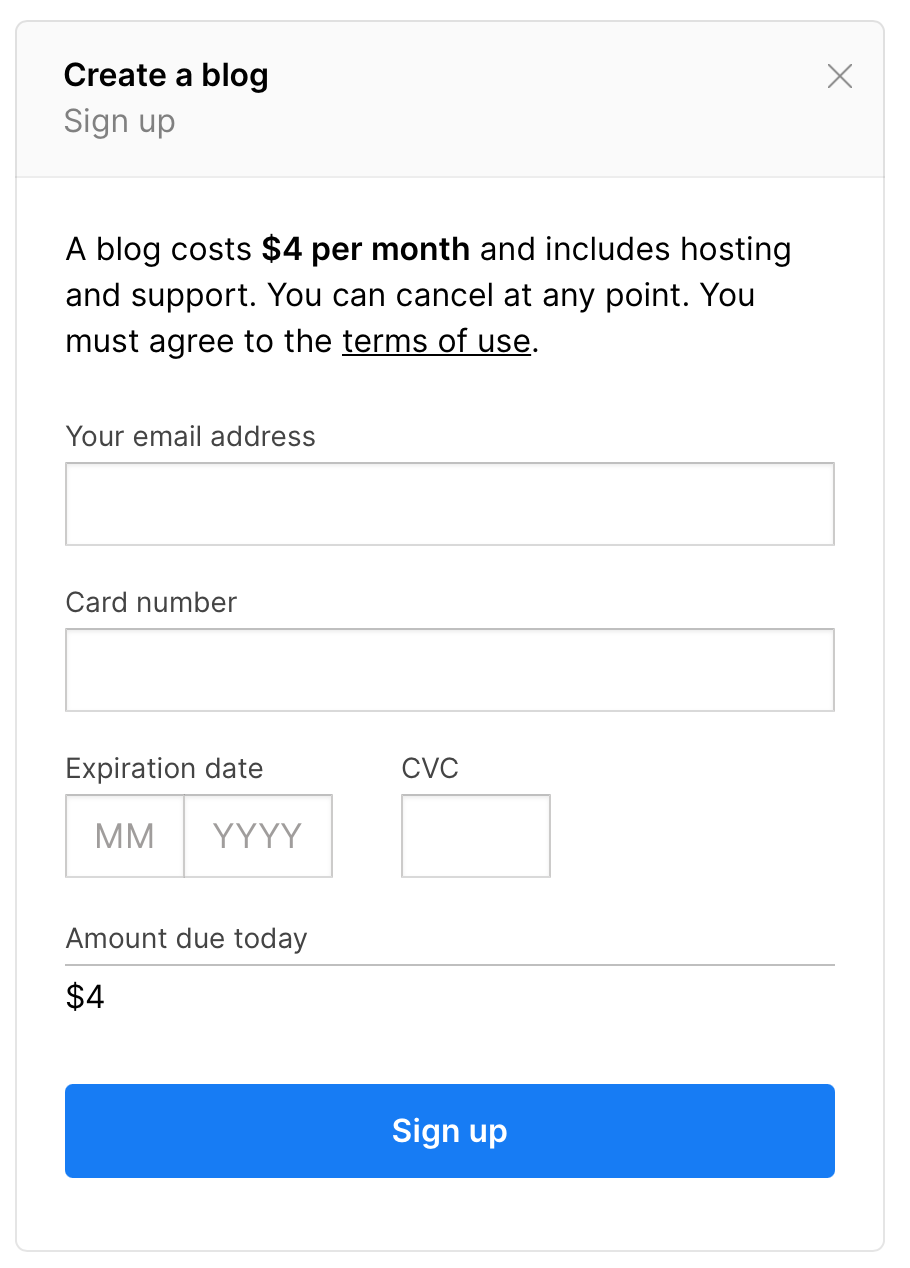 Create a blog
Sign up
A blog costs $4 per month and includes hosting
and support. You can cancel at any point. You
must agree to the terms of use.
Your email address
Card number
Expiration date CVC
MM YYYY
Amount due today
$4
Sign up